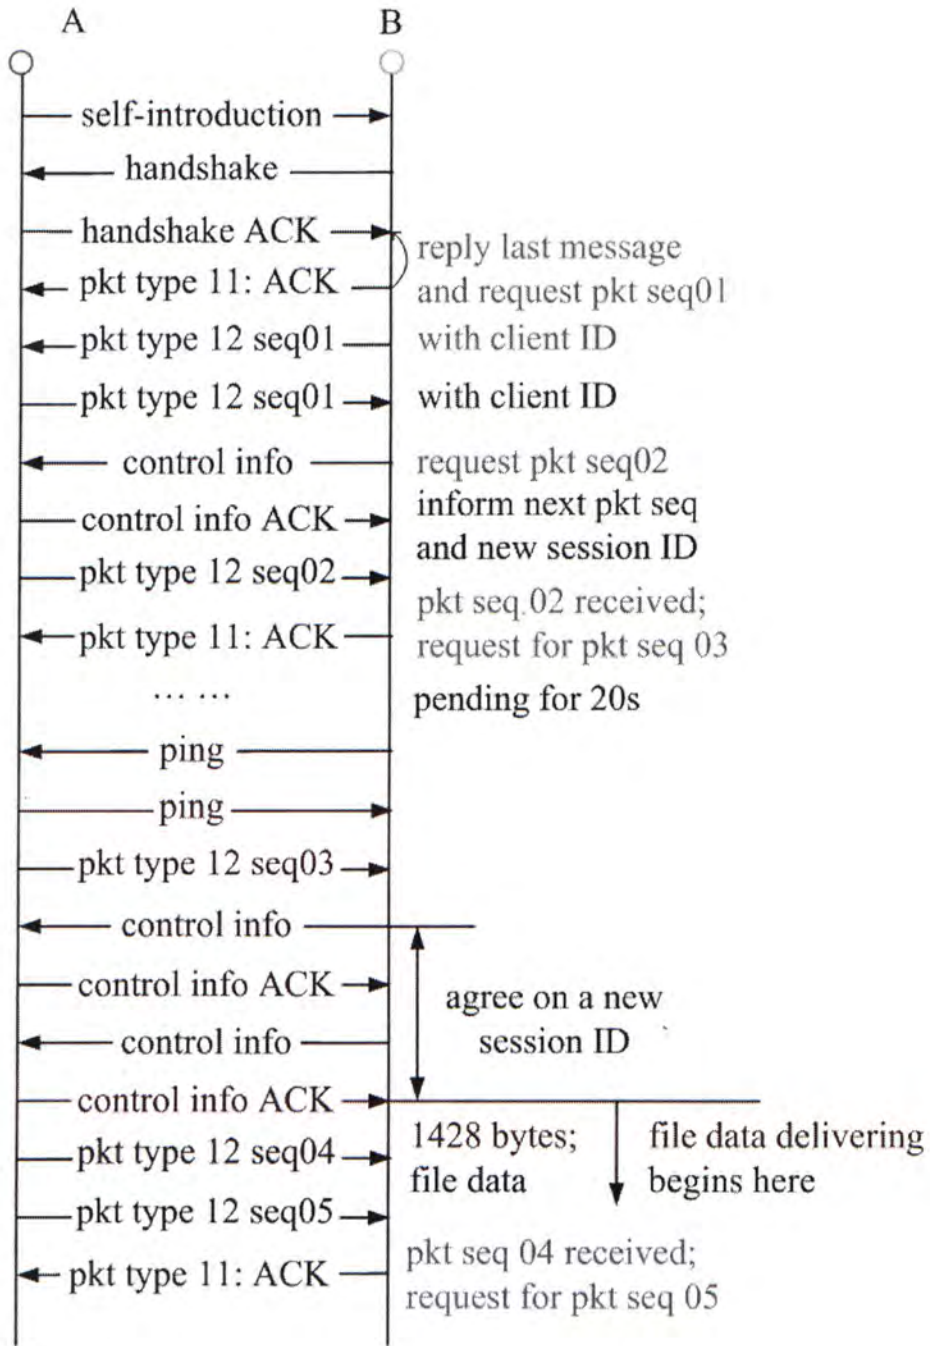 A B
self-introduction
handshake
handshake ACK
reply last message
pkt type 11: ACK
and request pkt seq01
pkt type 12 seq01
with client ID
pkt type 12 seq01
with client ID
control info
request pkt seq02
inform next pkt seq
control info ACK
and new session ID
pkt type 12 seq02
pkt seq 02 received;
pkt type 11: ACK
request for pkt seq 03
... ...
pending for 20s
ping
ping
pkt type 12 seq03
control info
control info ACK
agree on a new
session ID
control info
control info ACK
1428 bytes;
file data
file data delivering
begins here
pkt type 12 seq04
pkt type 12 seq05
pkt seq 04 received;
pkt type 11: ACK
request for pkt seq 05